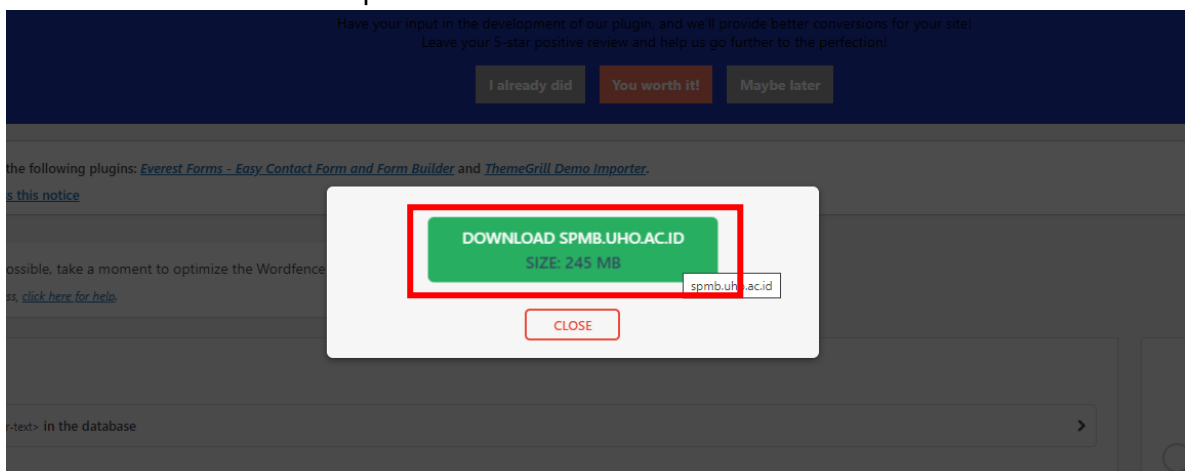 Have your input in the development of our plugin, and we'll provide better conversions for your site!
Leave your 5-star positive review and help us go further to the perfection!
I already did
You worth it!
Maybe later
the following plugins: Everest Forms - Easy Contact Form and Form Builder and ThemeGrill Demo Importer.
s this notice
DOWNLOAD SPMB.UHO.AC.ID
SIZE: 245 MB
ossible, take a moment to optimize the Wordfence
spmb.uho.ac.id
ss, click here for help.
CLOSE
r-text> in the database